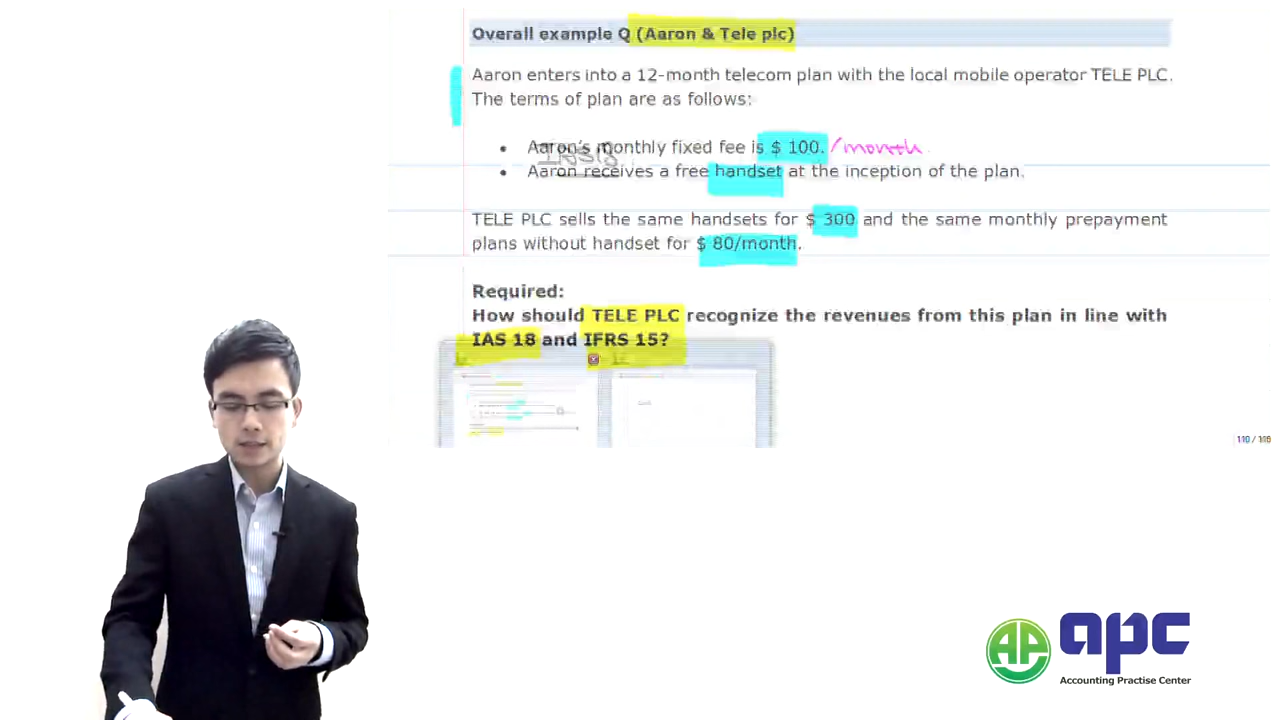 Overall example Q (Aaron & Tele plc)
Aaron enters into a 12-month telecom plan with the local mobile operator TELE PLC.
The terms of plan are as follows:
• Aaron's monthly fixed fee is $ 100. /month
IAS18
• Aaron receives a free handset at the inception of the plan.
TELE PLC sells the same handsets for $ 300 and the same monthly prepayment
plans without handset for $ 80/month.
Required:
How should TELE PLC recognize the revenues from this plan in line with
IAS 18 and IFRS 15?
110 / 116
AP
apc
Accounting Practise Center